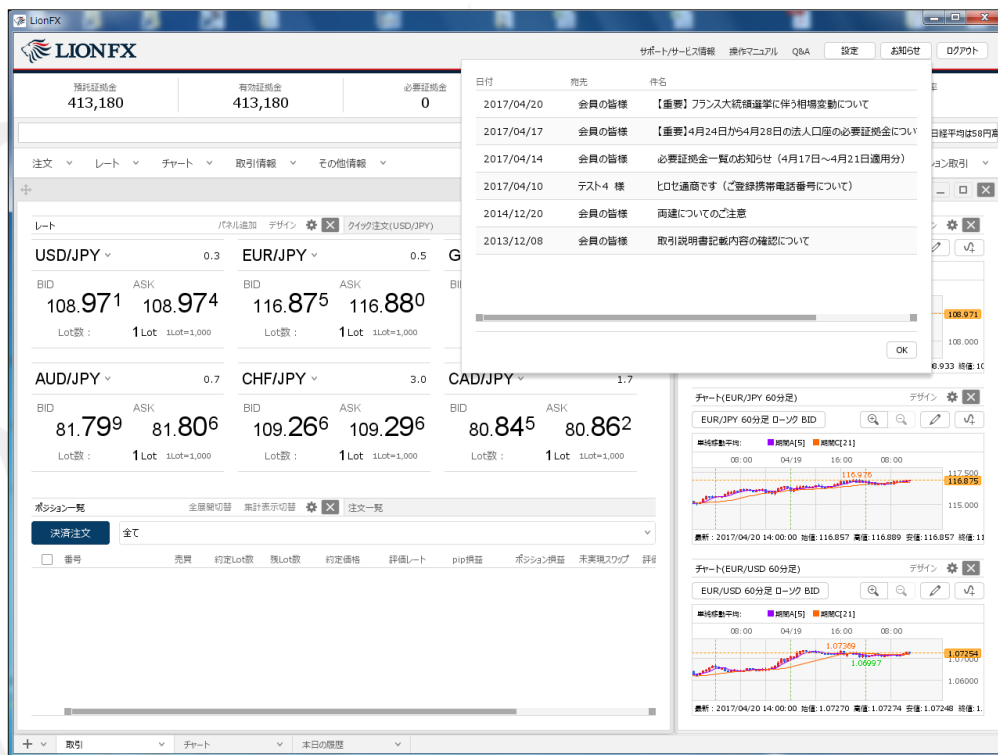 LionFX
LION FX
サポート/サービス情報 操作マニュアル Q&A 設定 お知らせ ログアウト
預託証拠金 有効証拠金 必要証拠金
413,180 413,180 0
日経平均は58円高
注文 レート チャート 取引情報 その他情報
ション取引
日付 宛先 件名
2017/04/20 会員の皆様 【重要】フランス大統領選挙に伴う相場変動について
2017/04/17 会員の皆様 【重要】4月24日から4月28日の法人口座の必要証拠金につい
2017/04/14 会員の皆様 必要証拠金一覧のお知らせ（4月17日～4月21日適用分）
2017/04/10 テスト4 様 ヒロセ通商です（ご登録携帯電話番号について）
2014/12/20 会員の皆様 両建についてのご注意
2013/12/08 会員の皆様 取引説明書記載内容の確認について
OK
レート パネル追加 デザイン クイック注文(USD/JPY)
USD/JPY 0.3 EUR/JPY 0.5 G
BID ASK BID ASK BI
108.971 108.974 116.875 116.880
Lot数： 1 Lot 1Lot=1,000 Lot数： 1 Lot 1Lot=1,000
AUD/JPY 0.7 CHF/JPY 3.0 CAD/JPY 1.7
BID ASK BID ASK BID ASK
81.799 81.806 109.266 109.296 80.845 80.862
Lot数： 1 Lot 1Lot=1,000 Lot数： 1 Lot 1Lot=1,000 Lot数： 1 Lot 1Lot=1,000
ポジション一覧 全展開切替 集計表示切替 注文一覧
決済注文 全て
番号 売買 約定Lot数 残Lot数 約定価格 評価レート pip損益 ポジション損益 未実現スワップ 評価
イン
108.971
108.000
8.933 終値:10
チャート(EUR/JPY 60分足) デザイン
EUR/JPY 60分足 ローソク BID
単純移動平均: 期間A[5] 期間C[21]
08:00 04/19 16:00 08:00
116.976
117.500
116.875
115.000
最新 : 2017/04/20 14:00:00 始値:116.857 高値:116.889 安値:116.857 終値:11
チャート(EUR/USD 60分足) デザイン
EUR/USD 60分足 ローソク BID
単純移動平均: 期間A[5] 期間C[21]
08:00 04/19 16:00 08:00
1.07369
1.06997
1.07254
1.07000
1.06000
最新 : 2017/04/20 14:00:00 始値:1.07270 高値:1.07274 安値:1.07248 終値:1.
取引 チャート 本日の履歴